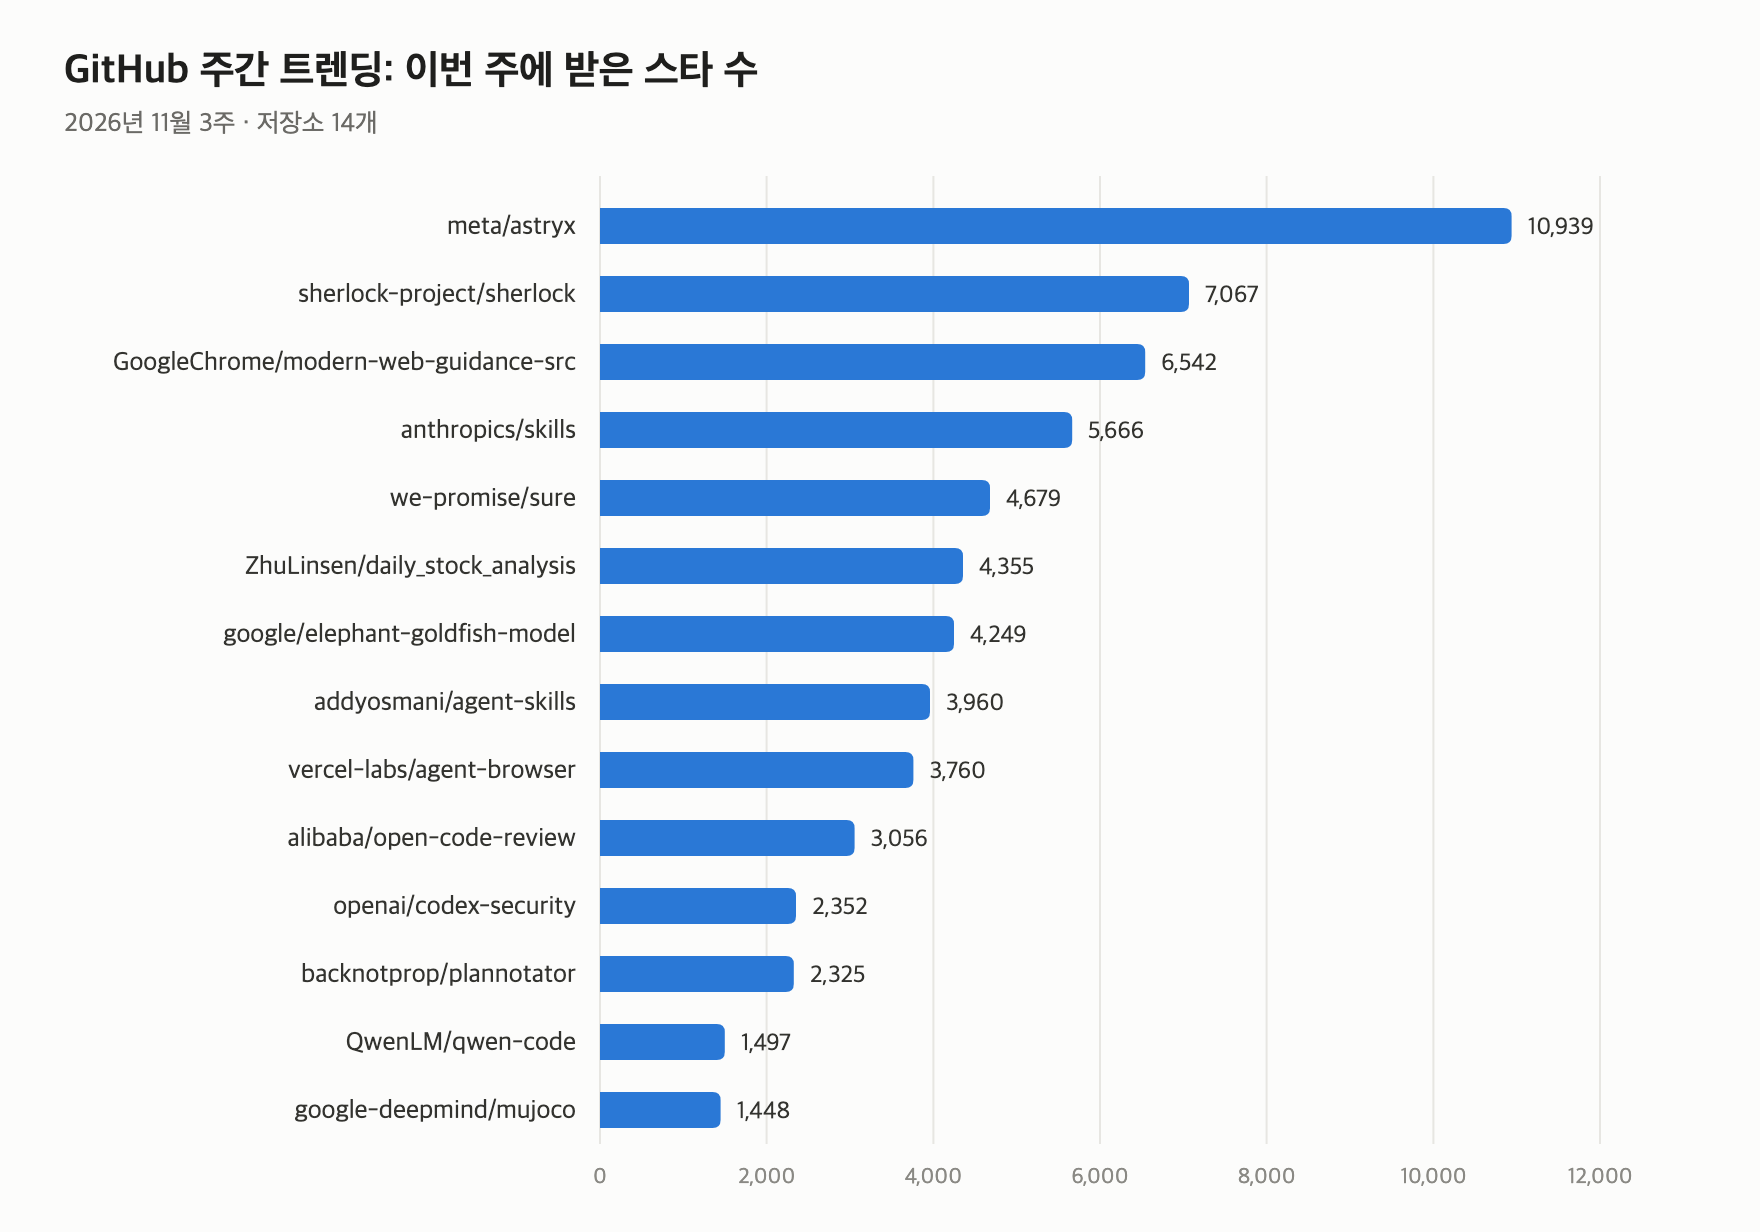 GitHub 주간 트렌딩: 이번 주에 받은 스타 수
2026년 11월 3주 · 저장소 14개
meta/astryx 10,939
sherlock-project/sherlock 7,067
GoogleChrome/modern-web-guidance-src 6,542
anthropics/skills 5,666
we-promise/sure 4,679
ZhuLinsen/daily_stock_analysis 4,355
google/elephant-goldfish-model 4,249
addyosmani/agent-skills 3,960
vercel-labs/agent-browser 3,760
alibaba/open-code-review 3,056
openai/codex-security 2,352
backnotprop/plannotator 2,325
QwenLM/qwen-code 1,497
google-deepmind/mujoco 1,448
0 2,000 4,000 6,000 8,000 10,000 12,000